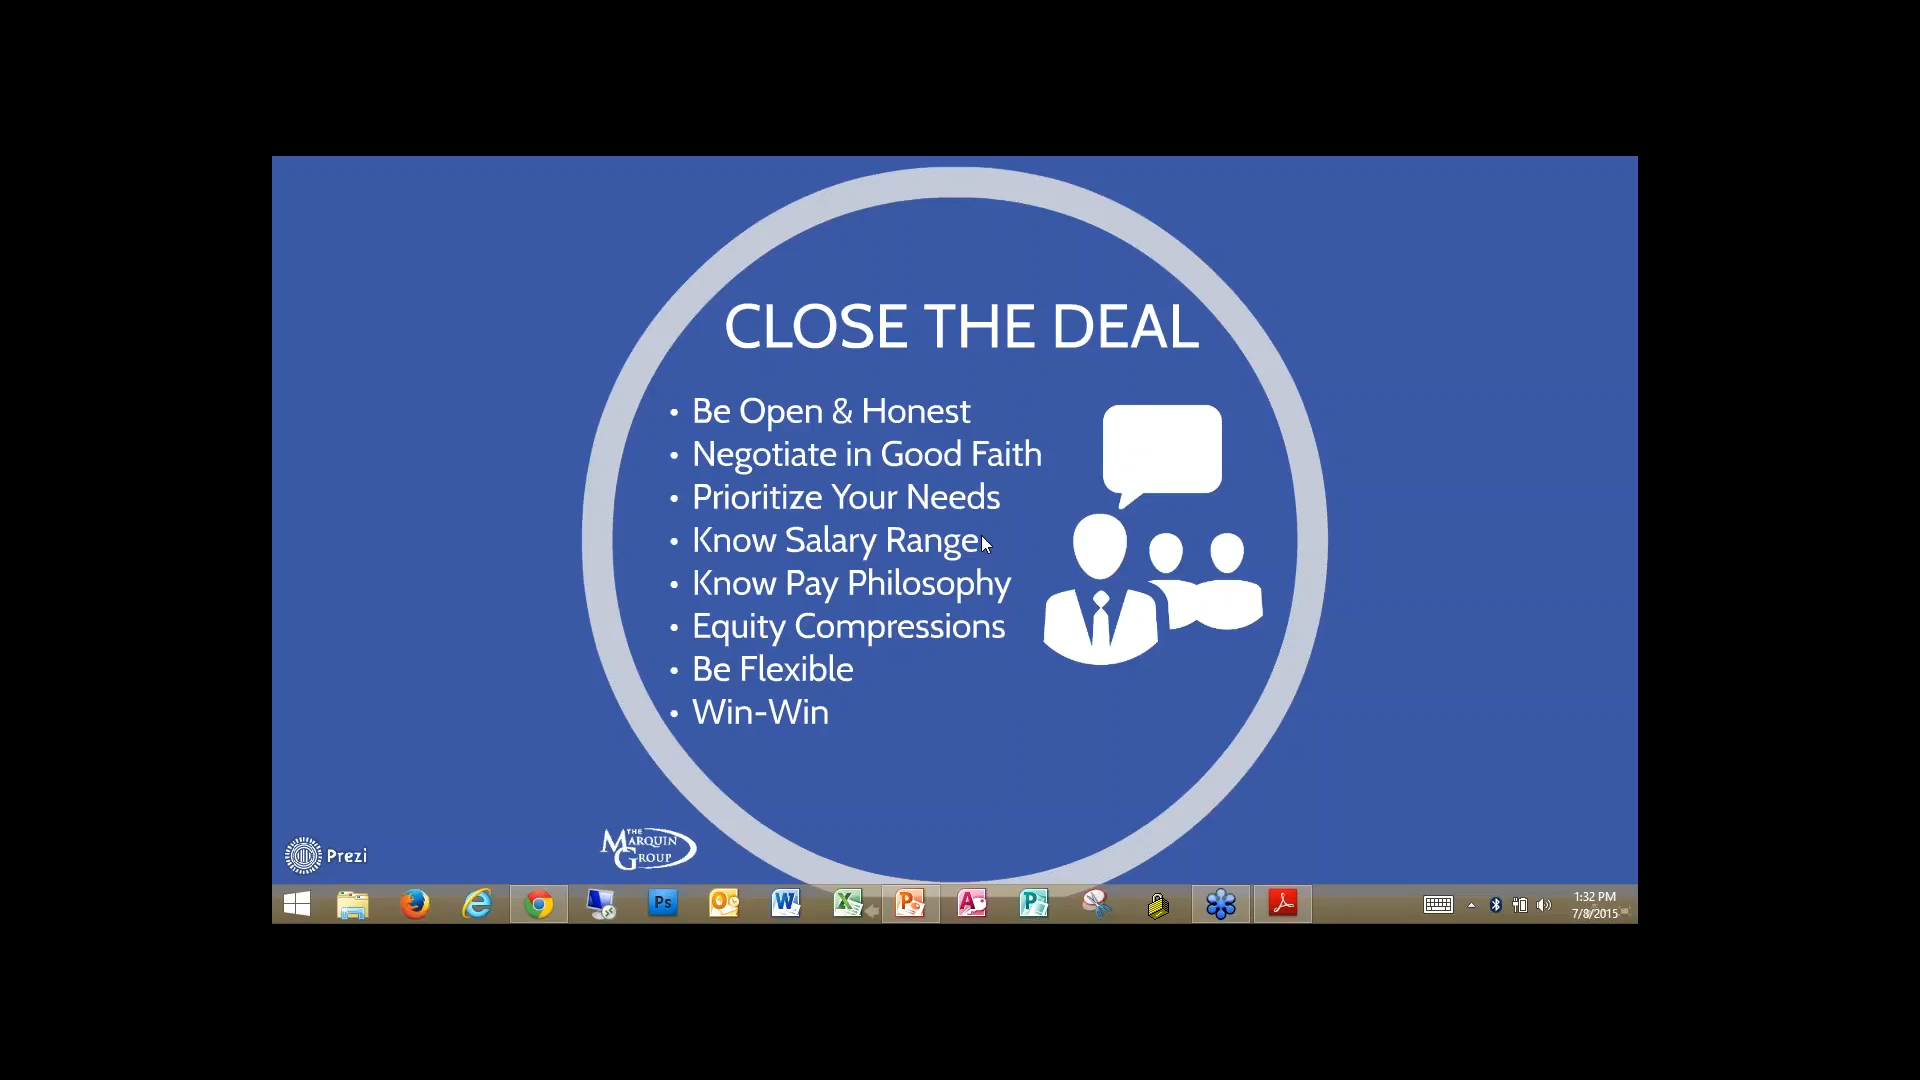 CLOSE THE DEAL
• Be Open & Honest
• Negotiate in Good Faith
• Prioritize Your Needs
• Know Salary Range
• Know Pay Philosophy
• Equity Compressions
• Be Flexible
• Win-Win
Prezi
THE
MARQUIN
GROUP
Ps
1:32 PM
7/8/2015